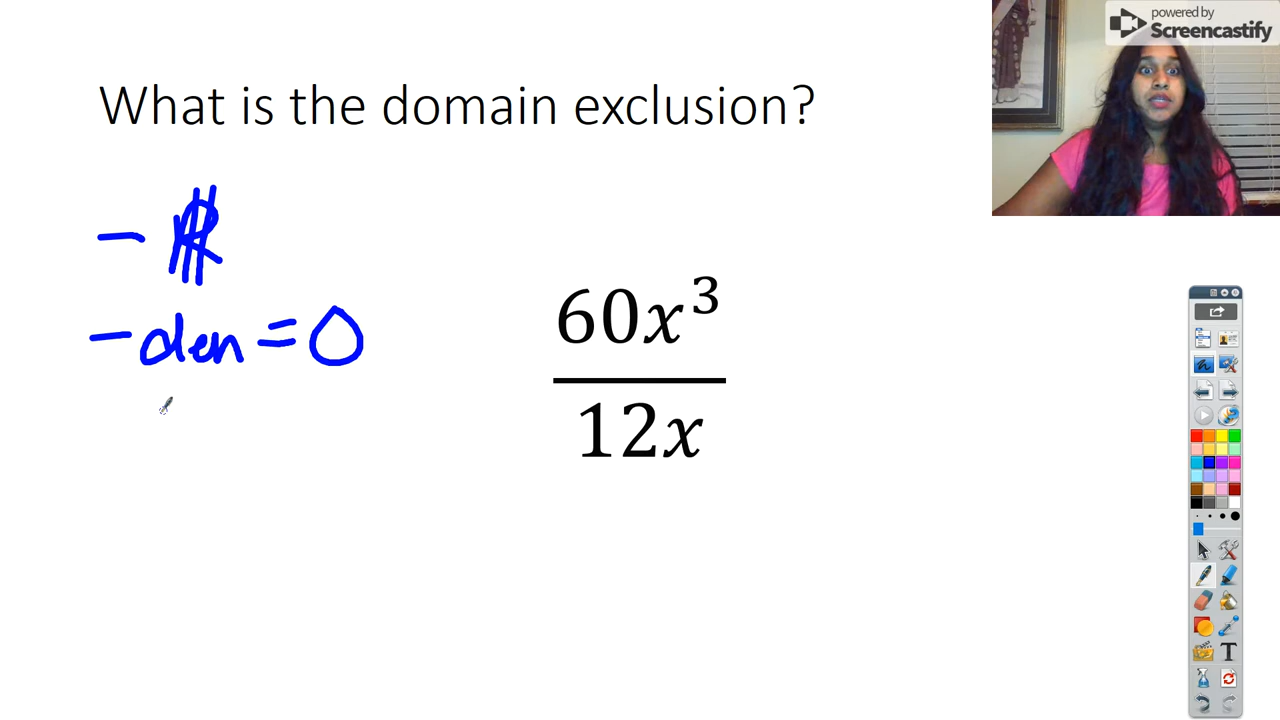 powered by
Screencastify
What is the domain exclusion?
- den = 0
60x³
12x
T